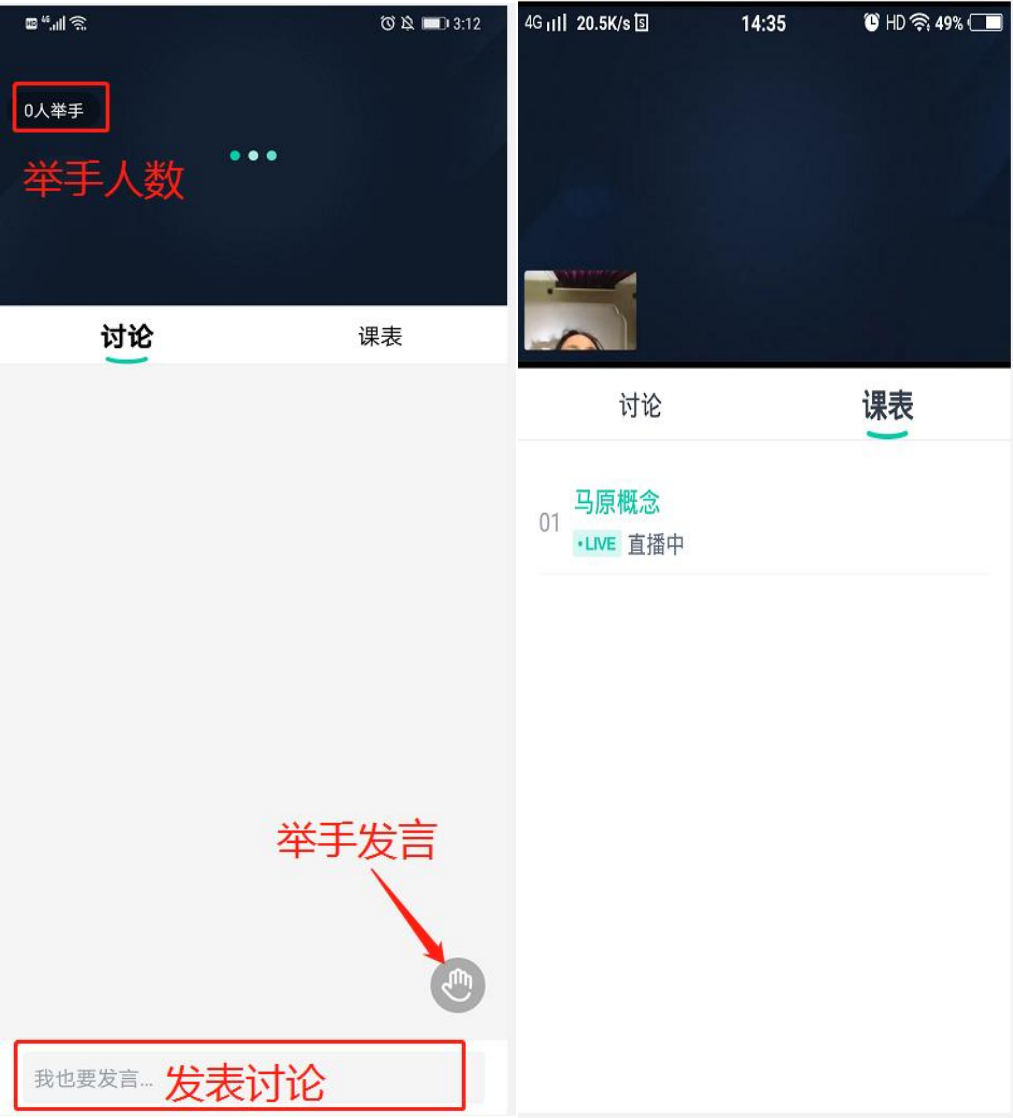 HD 4G 3:12
0人举手
举手人数
讨论 课表
举手发言
我也要发言... 发表讨论
4G 20.5K/s S 14:35 HD 49%
讨论 课表
01 马原概念
•LIVE 直播中